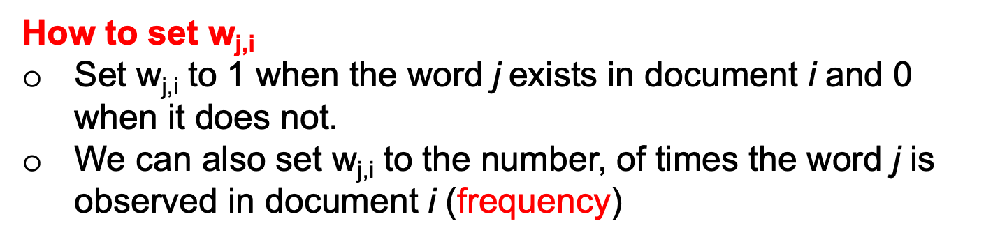 How to set wj,i
○ Set wj,i to 1 when the word j exists in document i and 0
when it does not.
○ We can also set wj,i to the number, of times the word j is
observed in document i (frequency)